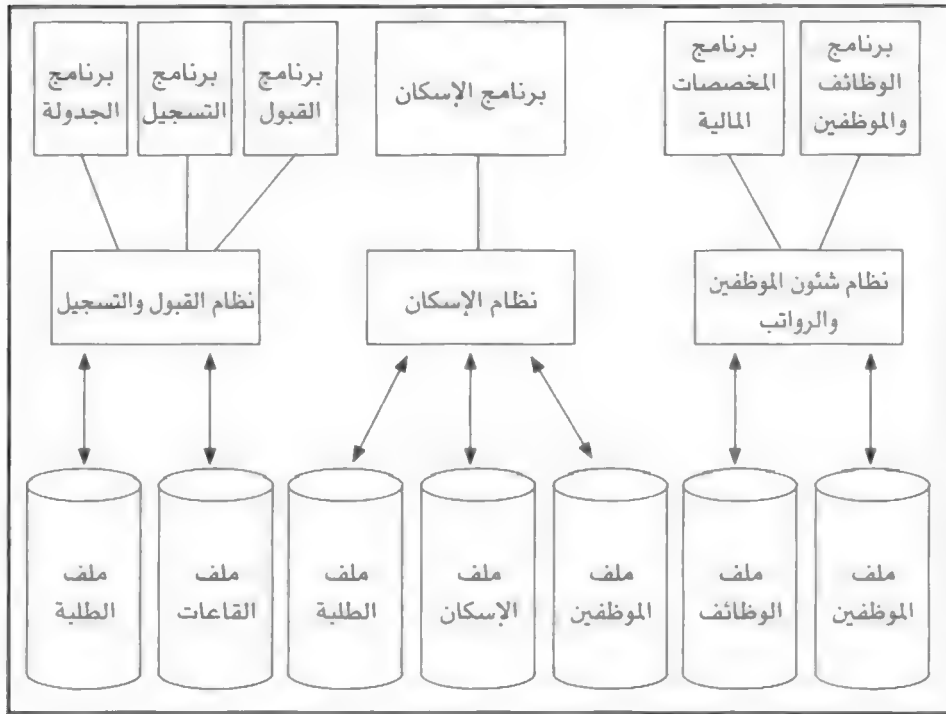 برنامج
الوظائف
والموظفين
برنامج
المخصصات
المالية
برنامج الإسكان
برنامج
القبول
برنامج
التسجيل
برنامج
الجدولة
نظام شئون الموظفين
والرواتب
نظام الإسكان
نظام القبول والتسجيل
ملف
الموظفين
ملف
الوظائف
ملف
الموظفين
ملف
الإسكان
ملف
الطلبة
ملف
القاعات
ملف
الطلبة